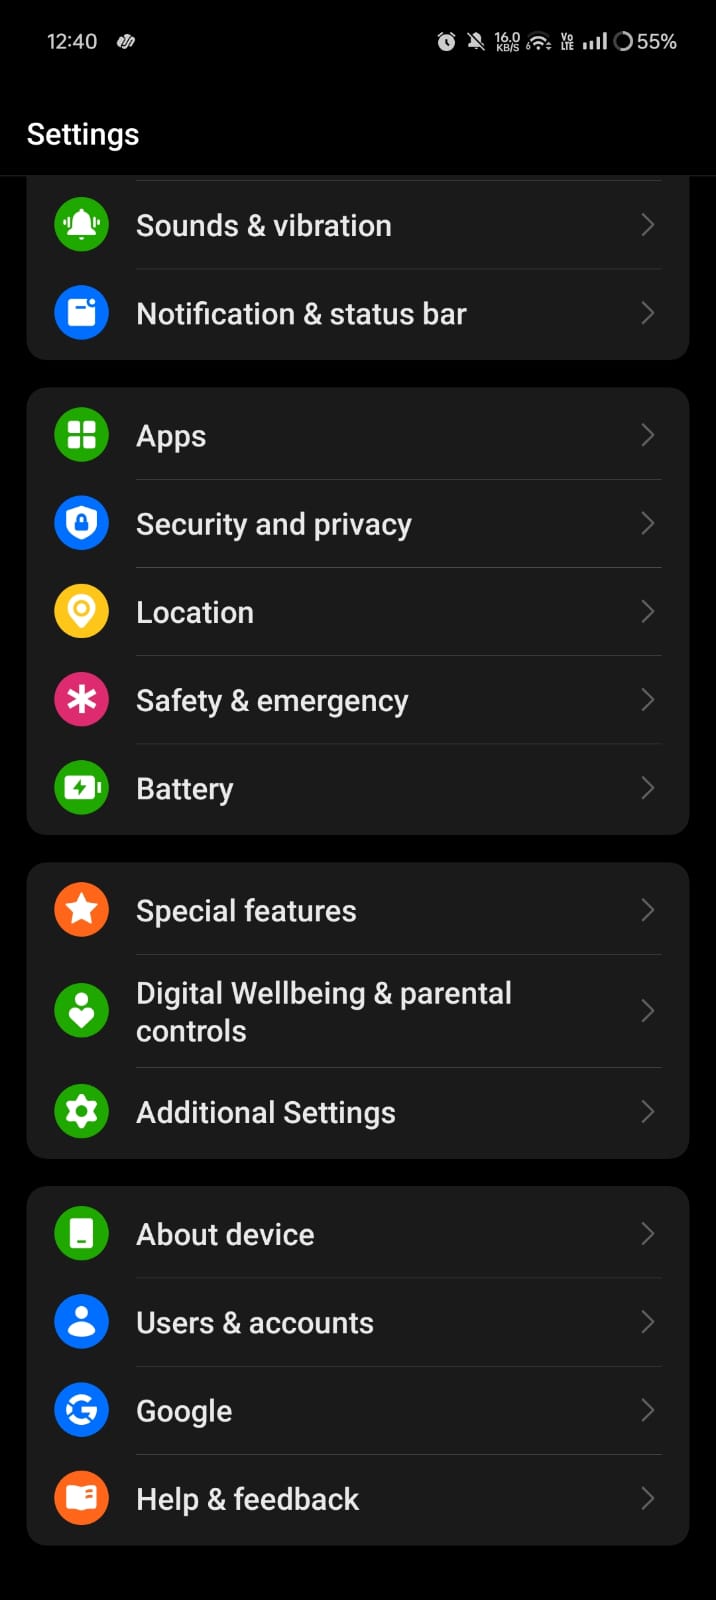 12:40 16.0 KB/S 6 Vo LTE 55%
Settings
Sounds & vibration
Notification & status bar
Apps
Security and privacy
Location
Safety & emergency
Battery
Special features
Digital Wellbeing & parental
controls
Additional Settings
About device
Users & accounts
Google
Help & feedback